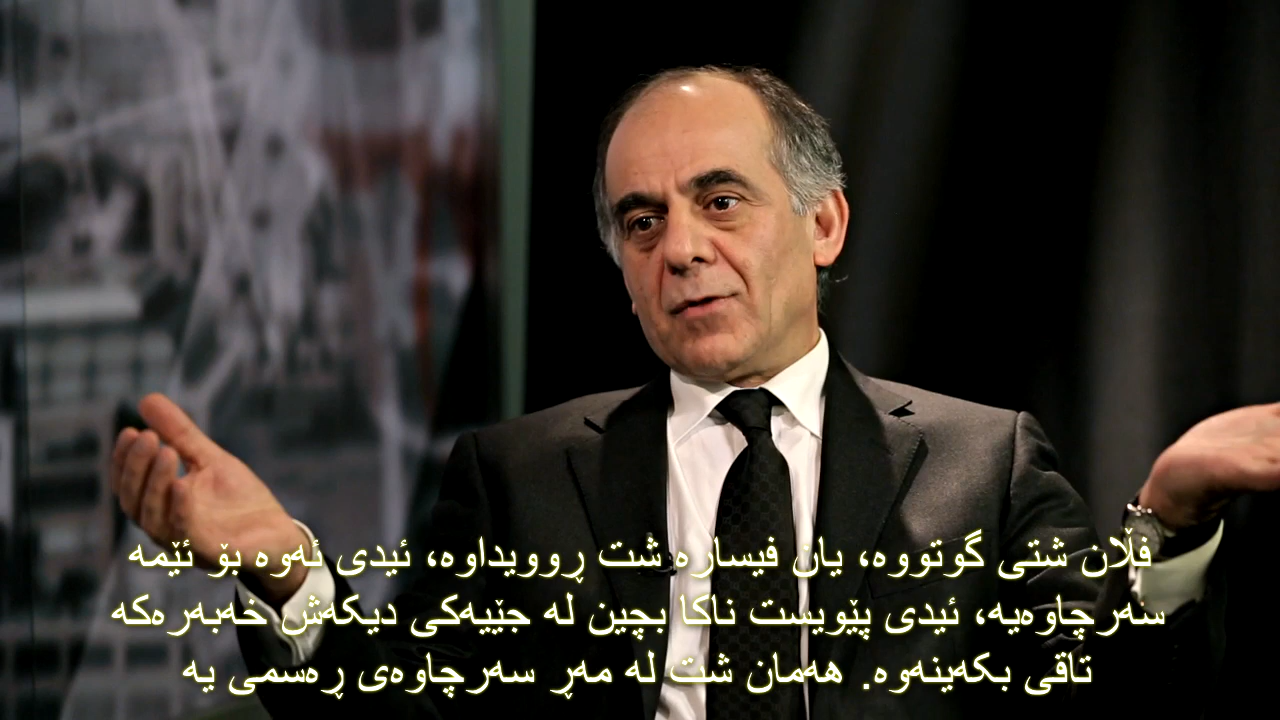 فڵان شتی گوتووە، یان فیسارە شت ڕوویداوە، ئیدی ئەوە بۆ ئێمە
سەرچاوەیە، ئیدی پێویست ناکا بچین لە جێیەکی دیکەش خەبەرەکە
تاقی بکەینەوە. هەمان شت لە مەڕ سەرچاوەی ڕەسمی یە